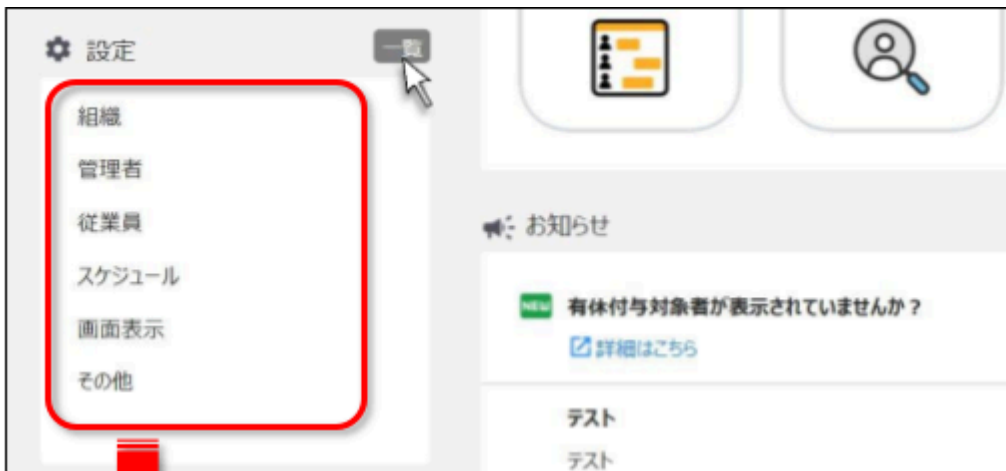 設定
一覧
組織
管理者
従業員
スケジュール
画面表示
その他
お知らせ
NEW 有休付与対象者が表示されていませんか？
詳細はこちら
テスト
テスト